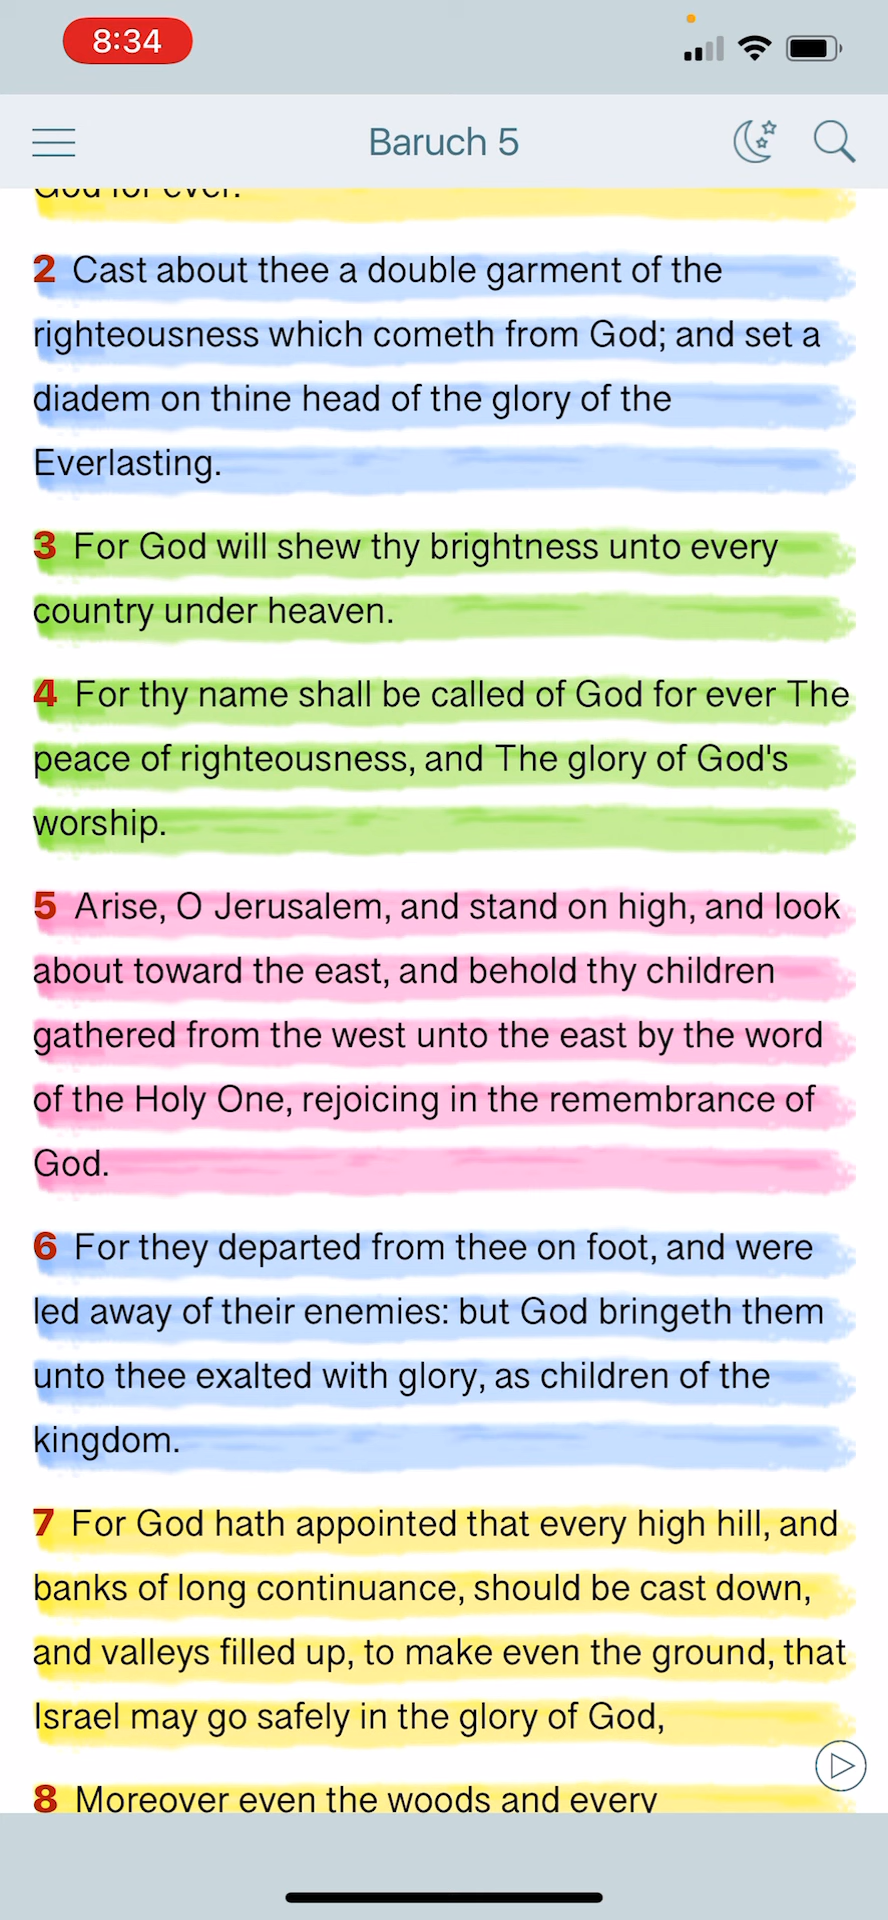 8:34
Baruch 5
God for ever.
2 Cast about thee a double garment of the
righteousness which cometh from God; and set a
diadem on thine head of the glory of the
Everlasting.
3 For God will shew thy brightness unto every
country under heaven.
4 For thy name shall be called of God for ever The
peace of righteousness, and The glory of God's
worship.
5 Arise, O Jerusalem, and stand on high, and look
about toward the east, and behold thy children
gathered from the west unto the east by the word
of the Holy One, rejoicing in the remembrance of
God.
6 For they departed from thee on foot, and were
led away of their enemies: but God bringeth them
unto thee exalted with glory, as children of the
kingdom.
7 For God hath appointed that every high hill, and
banks of long continuance, should be cast down,
and valleys filled up, to make even the ground, that
Israel may go safely in the glory of God,
8 Moreover even the woods and every